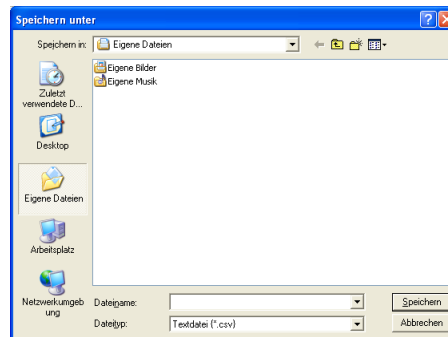 Speichern unter
Speichern in:
Eigene Dateien
Eigene Bilder
Eigene Musik
Zuletzt
verwendete D...
Desktop
Eigene Dateien
Arbeitsplatz
Netzwerkumgeb
ung
Dateiname:
Speichern
Dateityp:
Textdatei (*.csv)
Abbrechen